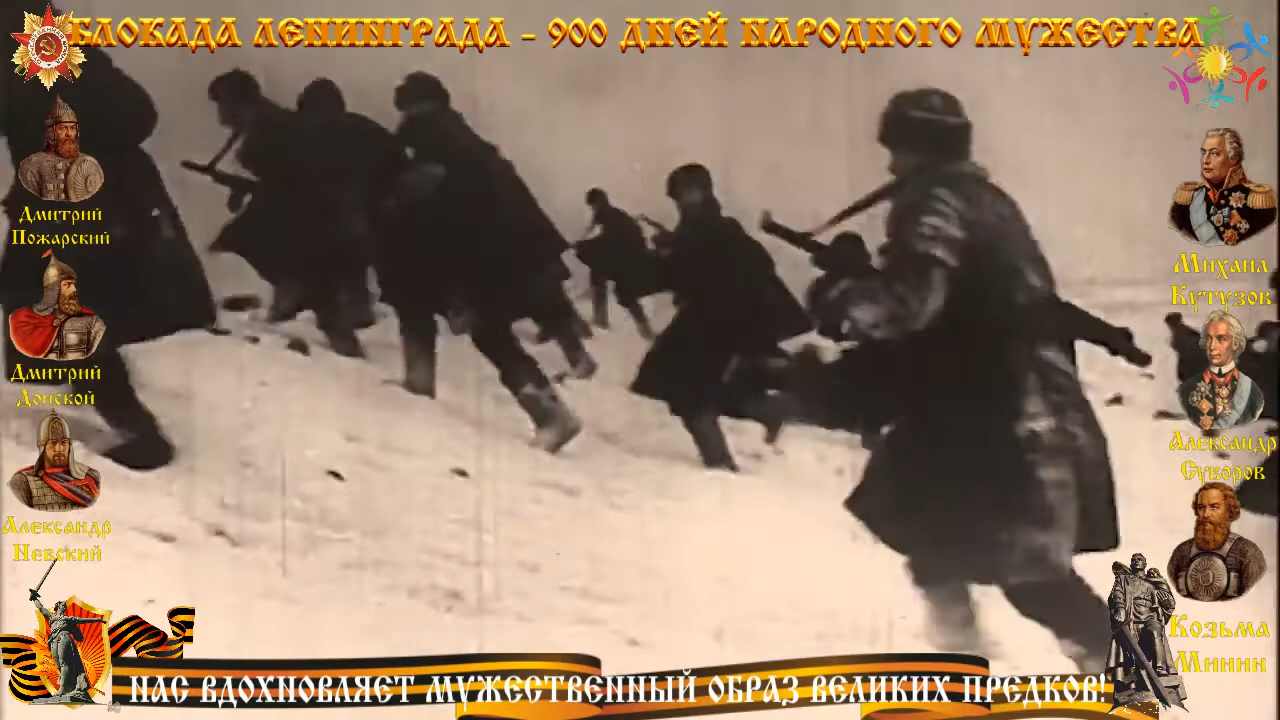 БЛОКАДА ЛЕНИНГРАДА - 900 ДНЕЙ НАРОДНОГО МУЖЕСТВА
Дмитрий
Пожарский
Дмитрий
Донской
Александр
Невский
Михаил
Кутузов
Александр
Суворов
Козьма
Минин
НАС ВДОХНОВЛЯЕТ МУЖЕСТВЕННЫЙ ОБРАЗ ВЕЛИКИХ ПРЕДКОВ!